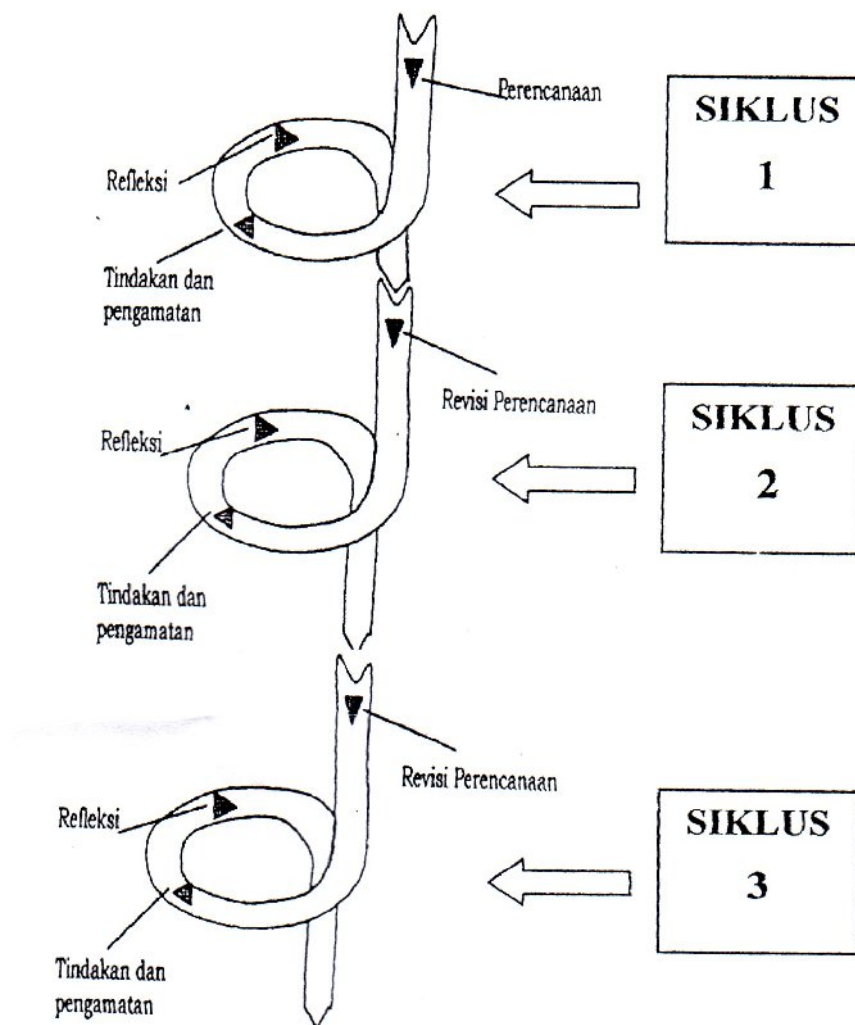 Perencanaan
SIKLUS
1
Refleksi
Tindakan dan
pengamatan
Revisi Perencanaan
SIKLUS
2
Refleksi
Tindakan dan
pengamatan
Revisi Perencanaan
SIKLUS
3
Refleksi
Tindakan dan
pengamatan